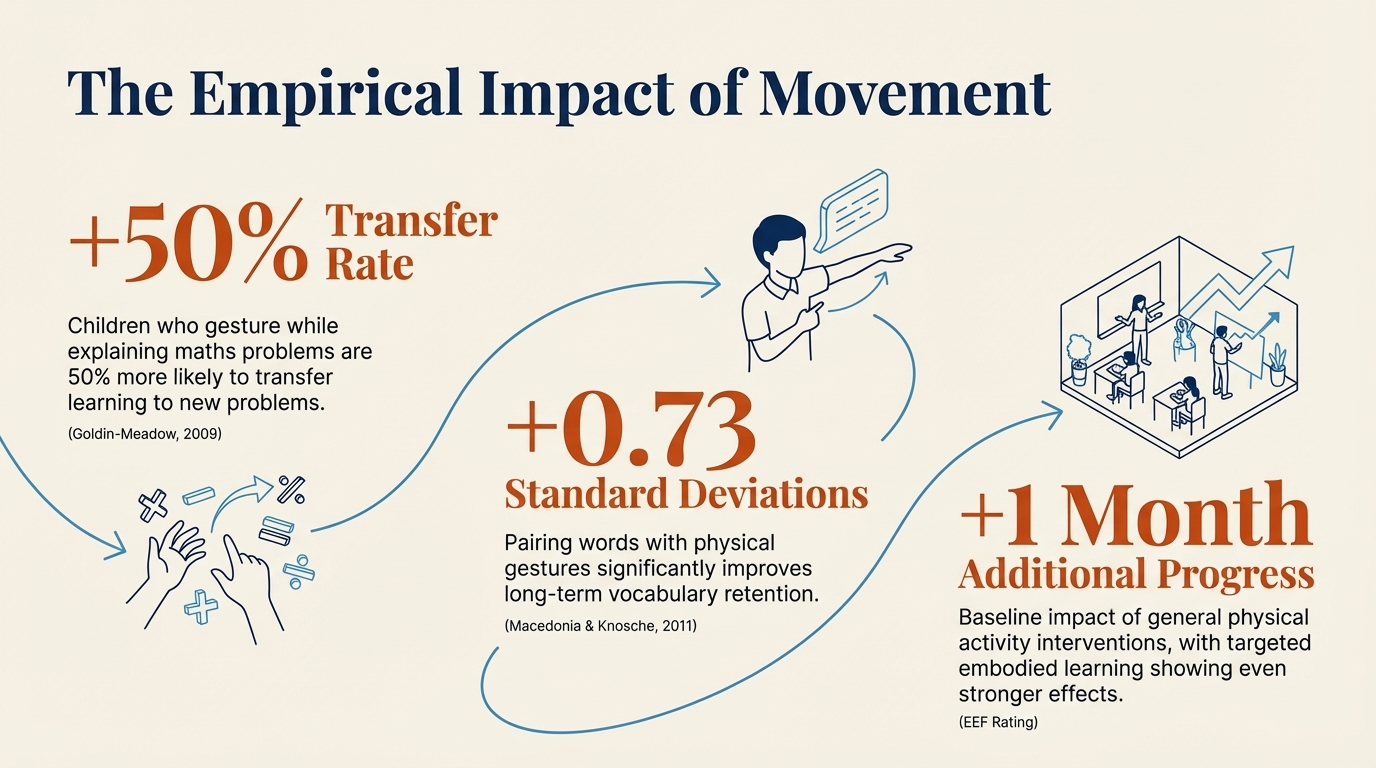 The Empirical Impact of Movement
+50% Transfer
Rate
Children who gesture while
explaining maths problems are
50% more likely to transfer
learning to new problems.
(Goldin-Meadow, 2009)
+0.73
Standard Deviations
Pairing words with physical
gestures significantly improves
long-term vocabulary retention.
(Macedonia & Knosche, 2011)
+1 Month
Additional Progress
Baseline impact of general physical
activity interventions, with targeted
embodied learning showing even
stronger effects.
(EEF Rating)